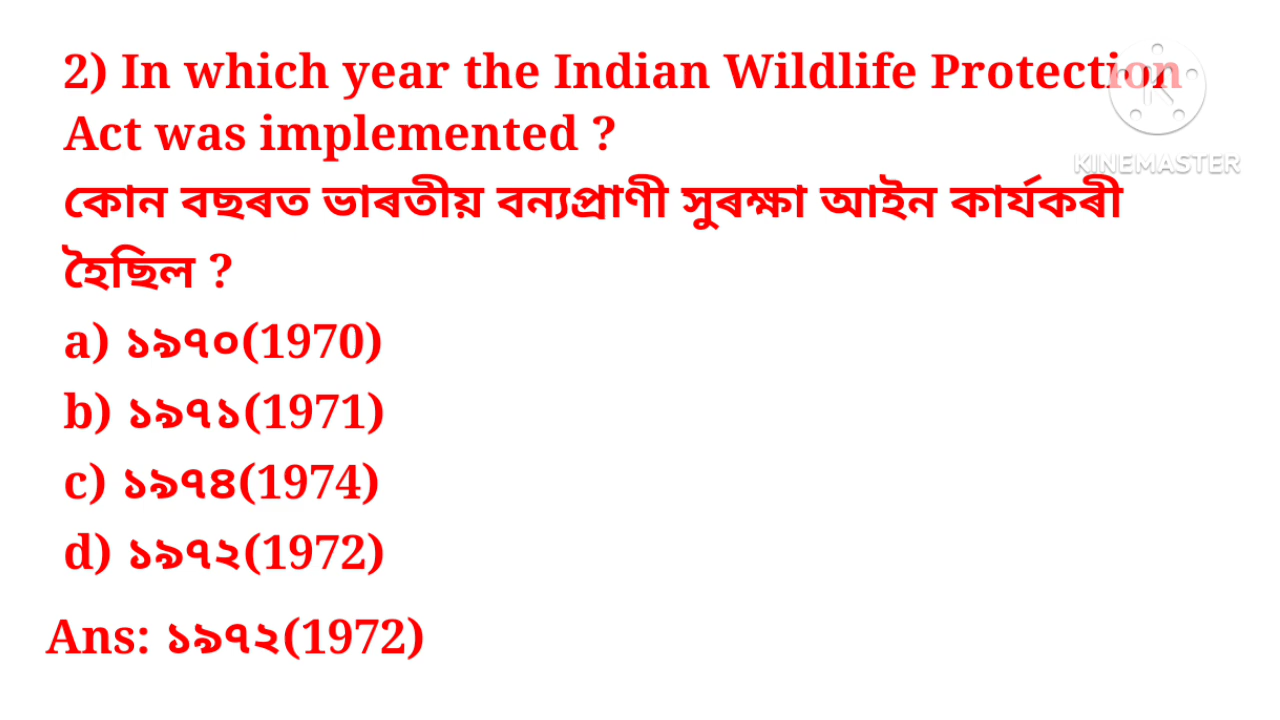 2) In which year the Indian Wildlife Protection
Act was implemented ?
কোন বছৰত ভাৰতীয় বন্যপ্ৰাণী সুৰক্ষা আইন কাৰ্যকৰী
হৈছিল ?
a) ১৯৭০(1970)
b) ১৯৭১(1971)
c) ১৯৭৪(1974)
d) ১৯৭২(1972)
Ans: ১৯৭২(1972)
KINEMASTER